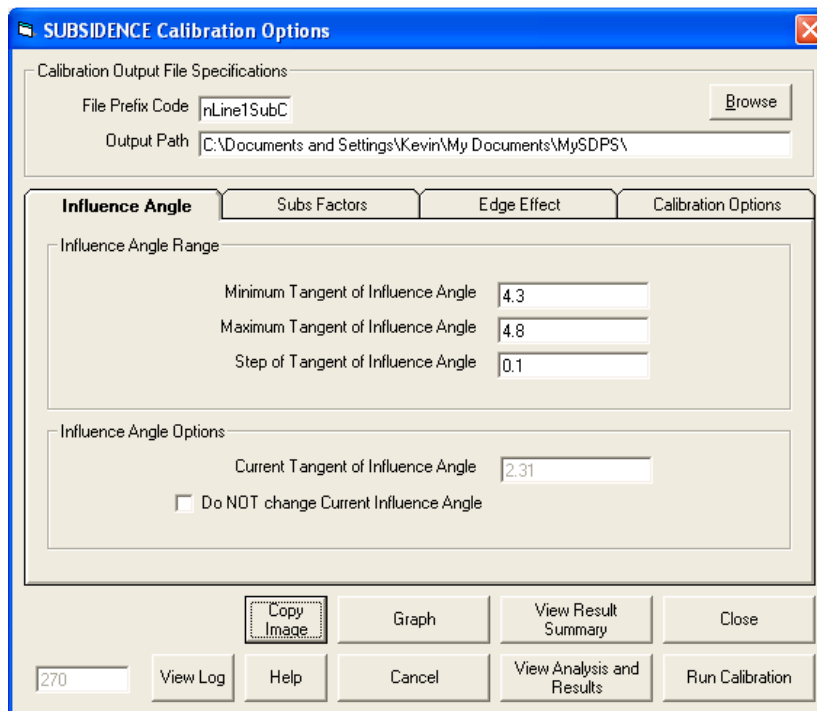 SUBSIDENCE Calibration Options
Calibration Output File Specifications
File Prefix Code nLine1SubC
Browse
Output Path C:\Documents and Settings\Kevin\My Documents\MySDPS\
Influence Angle Subs Factors Edge Effect Calibration Options
Influence Angle Range
Minimum Tangent of Influence Angle 4.3
Maximum Tangent of Influence Angle 4.8
Step of Tangent of Influence Angle 0.1
Influence Angle Options
Current Tangent of Influence Angle 2.31
Do NOT change Current Influence Angle
Copy
Image
Graph
View Result
Summary
Close
270
View Log
Help
Cancel
View Analysis and
Results
Run Calibration